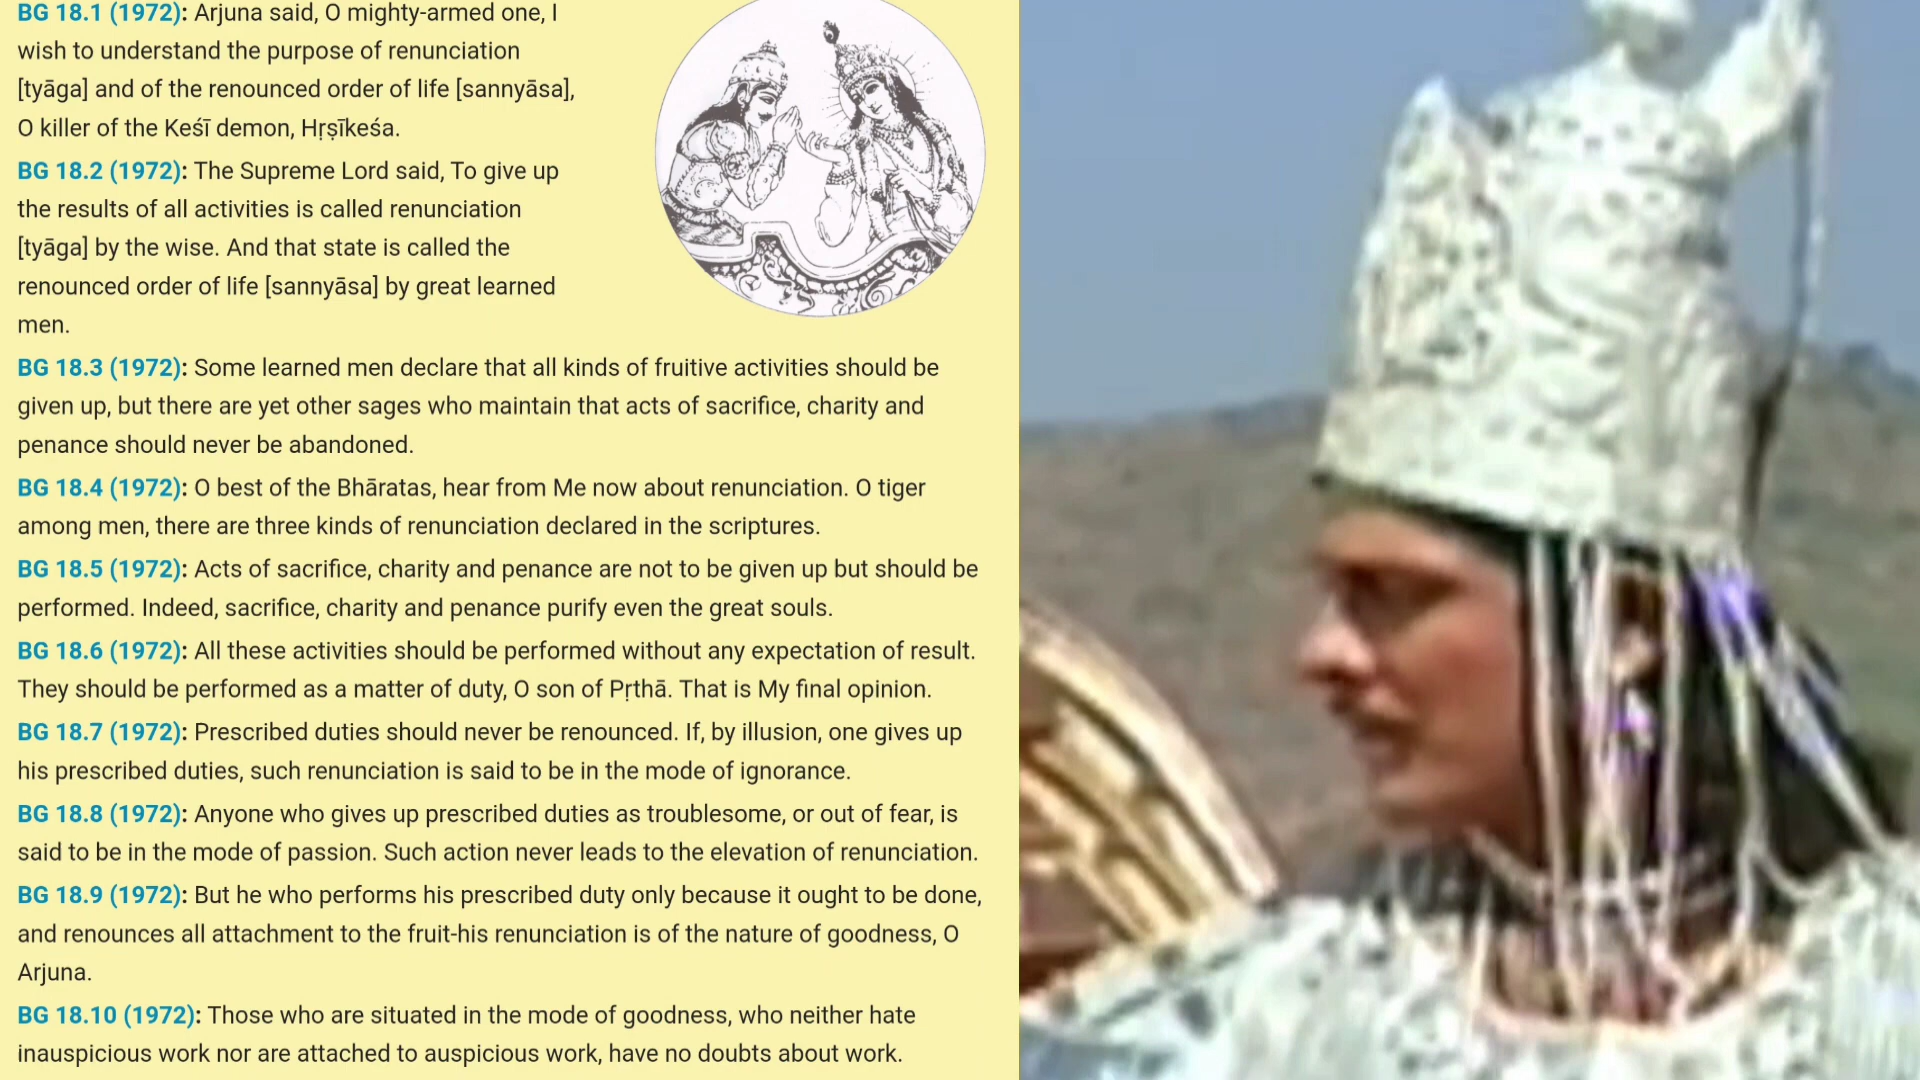 BG 18.1 (1972): Arjuna said, O mighty-armed one, I
wish to understand the purpose of renunciation
[tyāga] and of the renounced order of life [sannyāsa],
O killer of the Keśī demon, Hṛṣīkeśa.
BG 18.2 (1972): The Supreme Lord said, To give up
the results of all activities is called renunciation
[tyāga] by the wise. And that state is called the
renounced order of life [sannyāsa] by great learned
men.
BG 18.3 (1972): Some learned men declare that all kinds of fruitive activities should be
given up, but there are yet other sages who maintain that acts of sacrifice, charity and
penance should never be abandoned.
BG 18.4 (1972): O best of the Bhāratas, hear from Me now about renunciation. O tiger
among men, there are three kinds of renunciation declared in the scriptures.
BG 18.5 (1972): Acts of sacrifice, charity and penance are not to be given up but should be
performed. Indeed, sacrifice, charity and penance purify even the great souls.
BG 18.6 (1972): All these activities should be performed without any expectation of result.
They should be performed as a matter of duty, O son of Pṛthā. That is My final opinion.
BG 18.7 (1972): Prescribed duties should never be renounced. If, by illusion, one gives up
his prescribed duties, such renunciation is said to be in the mode of ignorance.
BG 18.8 (1972): Anyone who gives up prescribed duties as troublesome, or out of fear, is
said to be in the mode of passion. Such action never leads to the elevation of renunciation.
BG 18.9 (1972): But he who performs his prescribed duty only because it ought to be done,
and renounces all attachment to the fruit-his renunciation is of the nature of goodness, O
Arjuna.
BG 18.10 (1972): Those who are situated in the mode of goodness, who neither hate
inauspicious work nor are attached to auspicious work, have no doubts about work.